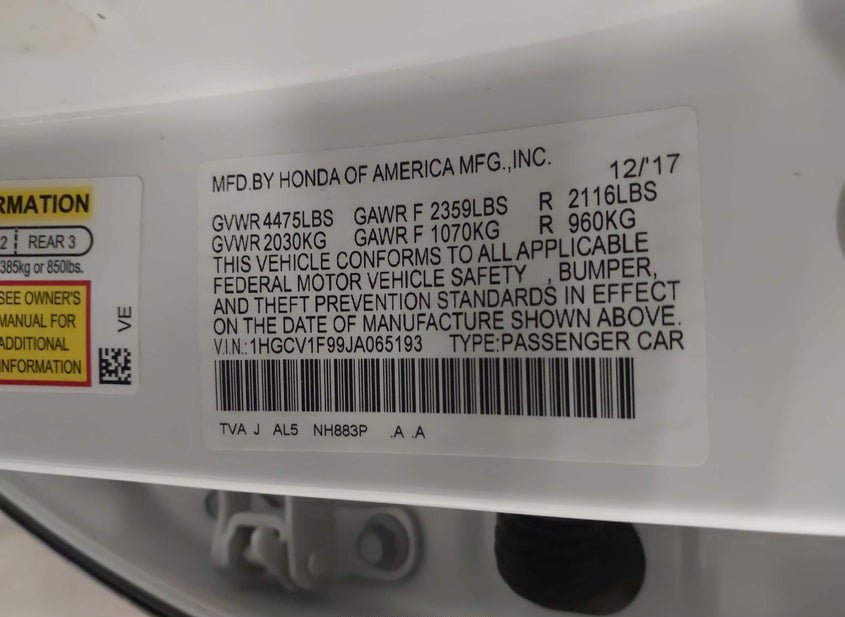 RMATION
2 | REAR 3
385kg or 850lbs.
SEE OWNER'S
MANUAL FOR
ADDITIONAL
INFORMATION
VE
MFD.BY HONDA OF AMERICA MFG.,INC. 12/'17
GVWR 4475LBS GAWR F 2359LBS R 2116LBS
GVWR 2030KG GAWR F 1070KG R 960KG
THIS VEHICLE CONFORMS TO ALL APPLICABLE
FEDERAL MOTOR VEHICLE SAFETY , BUMPER,
AND THEFT PREVENTION STANDARDS IN EFFECT
ON THE DATE OF MANUFACTURE SHOWN ABOVE.
V.I.N.:1HGCV1F99JA065193 TYPE:PASSENGER CAR
TVA J AL5 NH883P .A .A